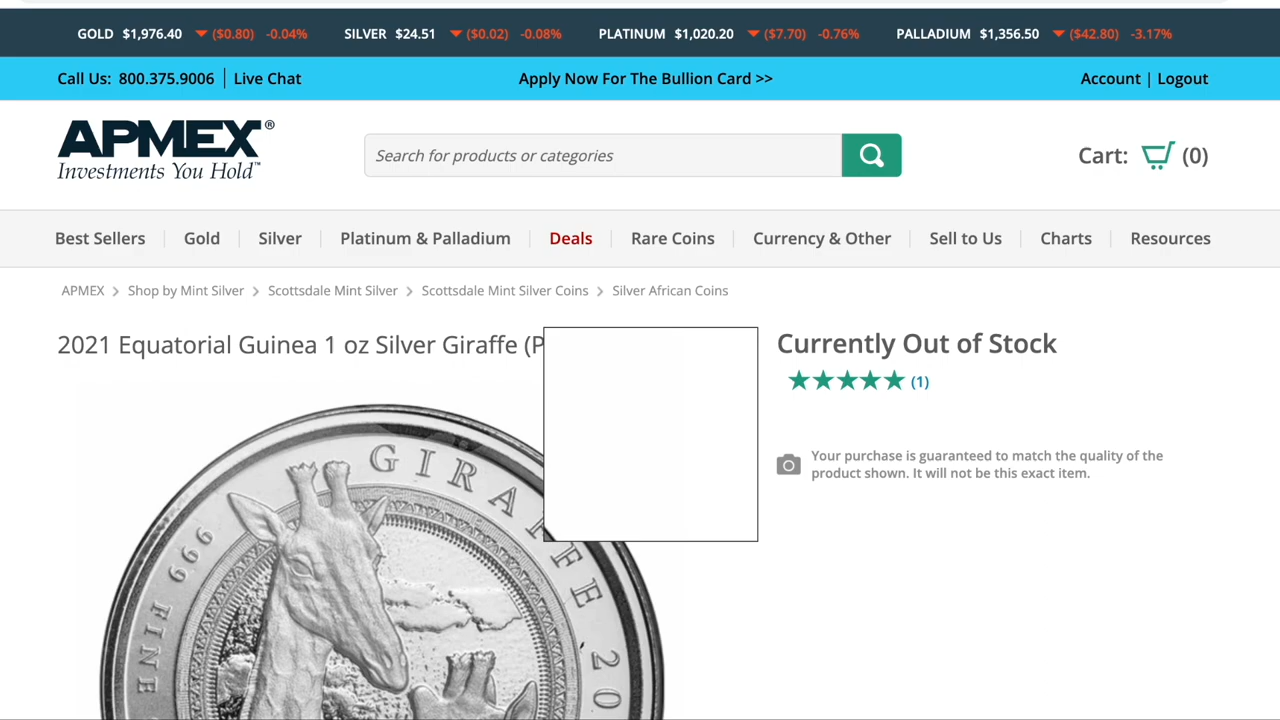 GOLD $1,976.40 ($0.80) -0.04% SILVER $24.51 ($0.02) -0.08% PLATINUM $1,020.20 ($7.70) -0.76% PALLADIUM $1,356.50 ($42.80) -3.17%
Call Us: 800.375.9006 | Live Chat Apply Now For The Bullion Card >> Account | Logout
APMEX®
Investments You Hold™
Search for products or categories
Cart: (0)
Best Sellers Gold Silver Platinum & Palladium Deals Rare Coins Currency & Other Sell to Us Charts Resources
APMEX > Shop by Mint Silver > Scottsdale Mint Silver > Scottsdale Mint Silver Coins > Silver African Coins
2021 Equatorial Guinea 1 oz Silver Giraffe (P
Currently Out of Stock
(1)
Your purchase is guaranteed to match the quality of the
product shown. It will not be this exact item.
GIRAFFE 20
999 FINE